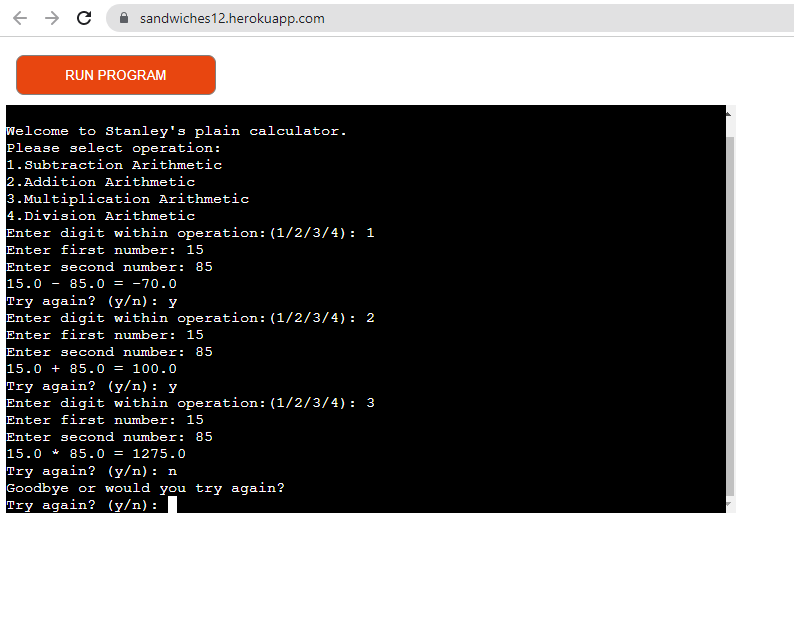 sandwiches12.herokuapp.com
RUN PROGRAM
Welcome to Stanley's plain calculator.
Please select operation:
1.Subtraction Arithmetic
2.Addition Arithmetic
3.Multiplication Arithmetic
4.Division Arithmetic
Enter digit within operation:(1/2/3/4): 1
Enter first number: 15
Enter second number: 85
15.0 - 85.0 = -70.0
Try again? (y/n): y
Enter digit within operation:(1/2/3/4): 2
Enter first number: 15
Enter second number: 85
15.0 + 85.0 = 100.0
Try again? (y/n): y
Enter digit within operation:(1/2/3/4): 3
Enter first number: 15
Enter second number: 85
15.0 * 85.0 = 1275.0
Try again? (y/n): n
Goodbye or would you try again?
Try again? (y/n):